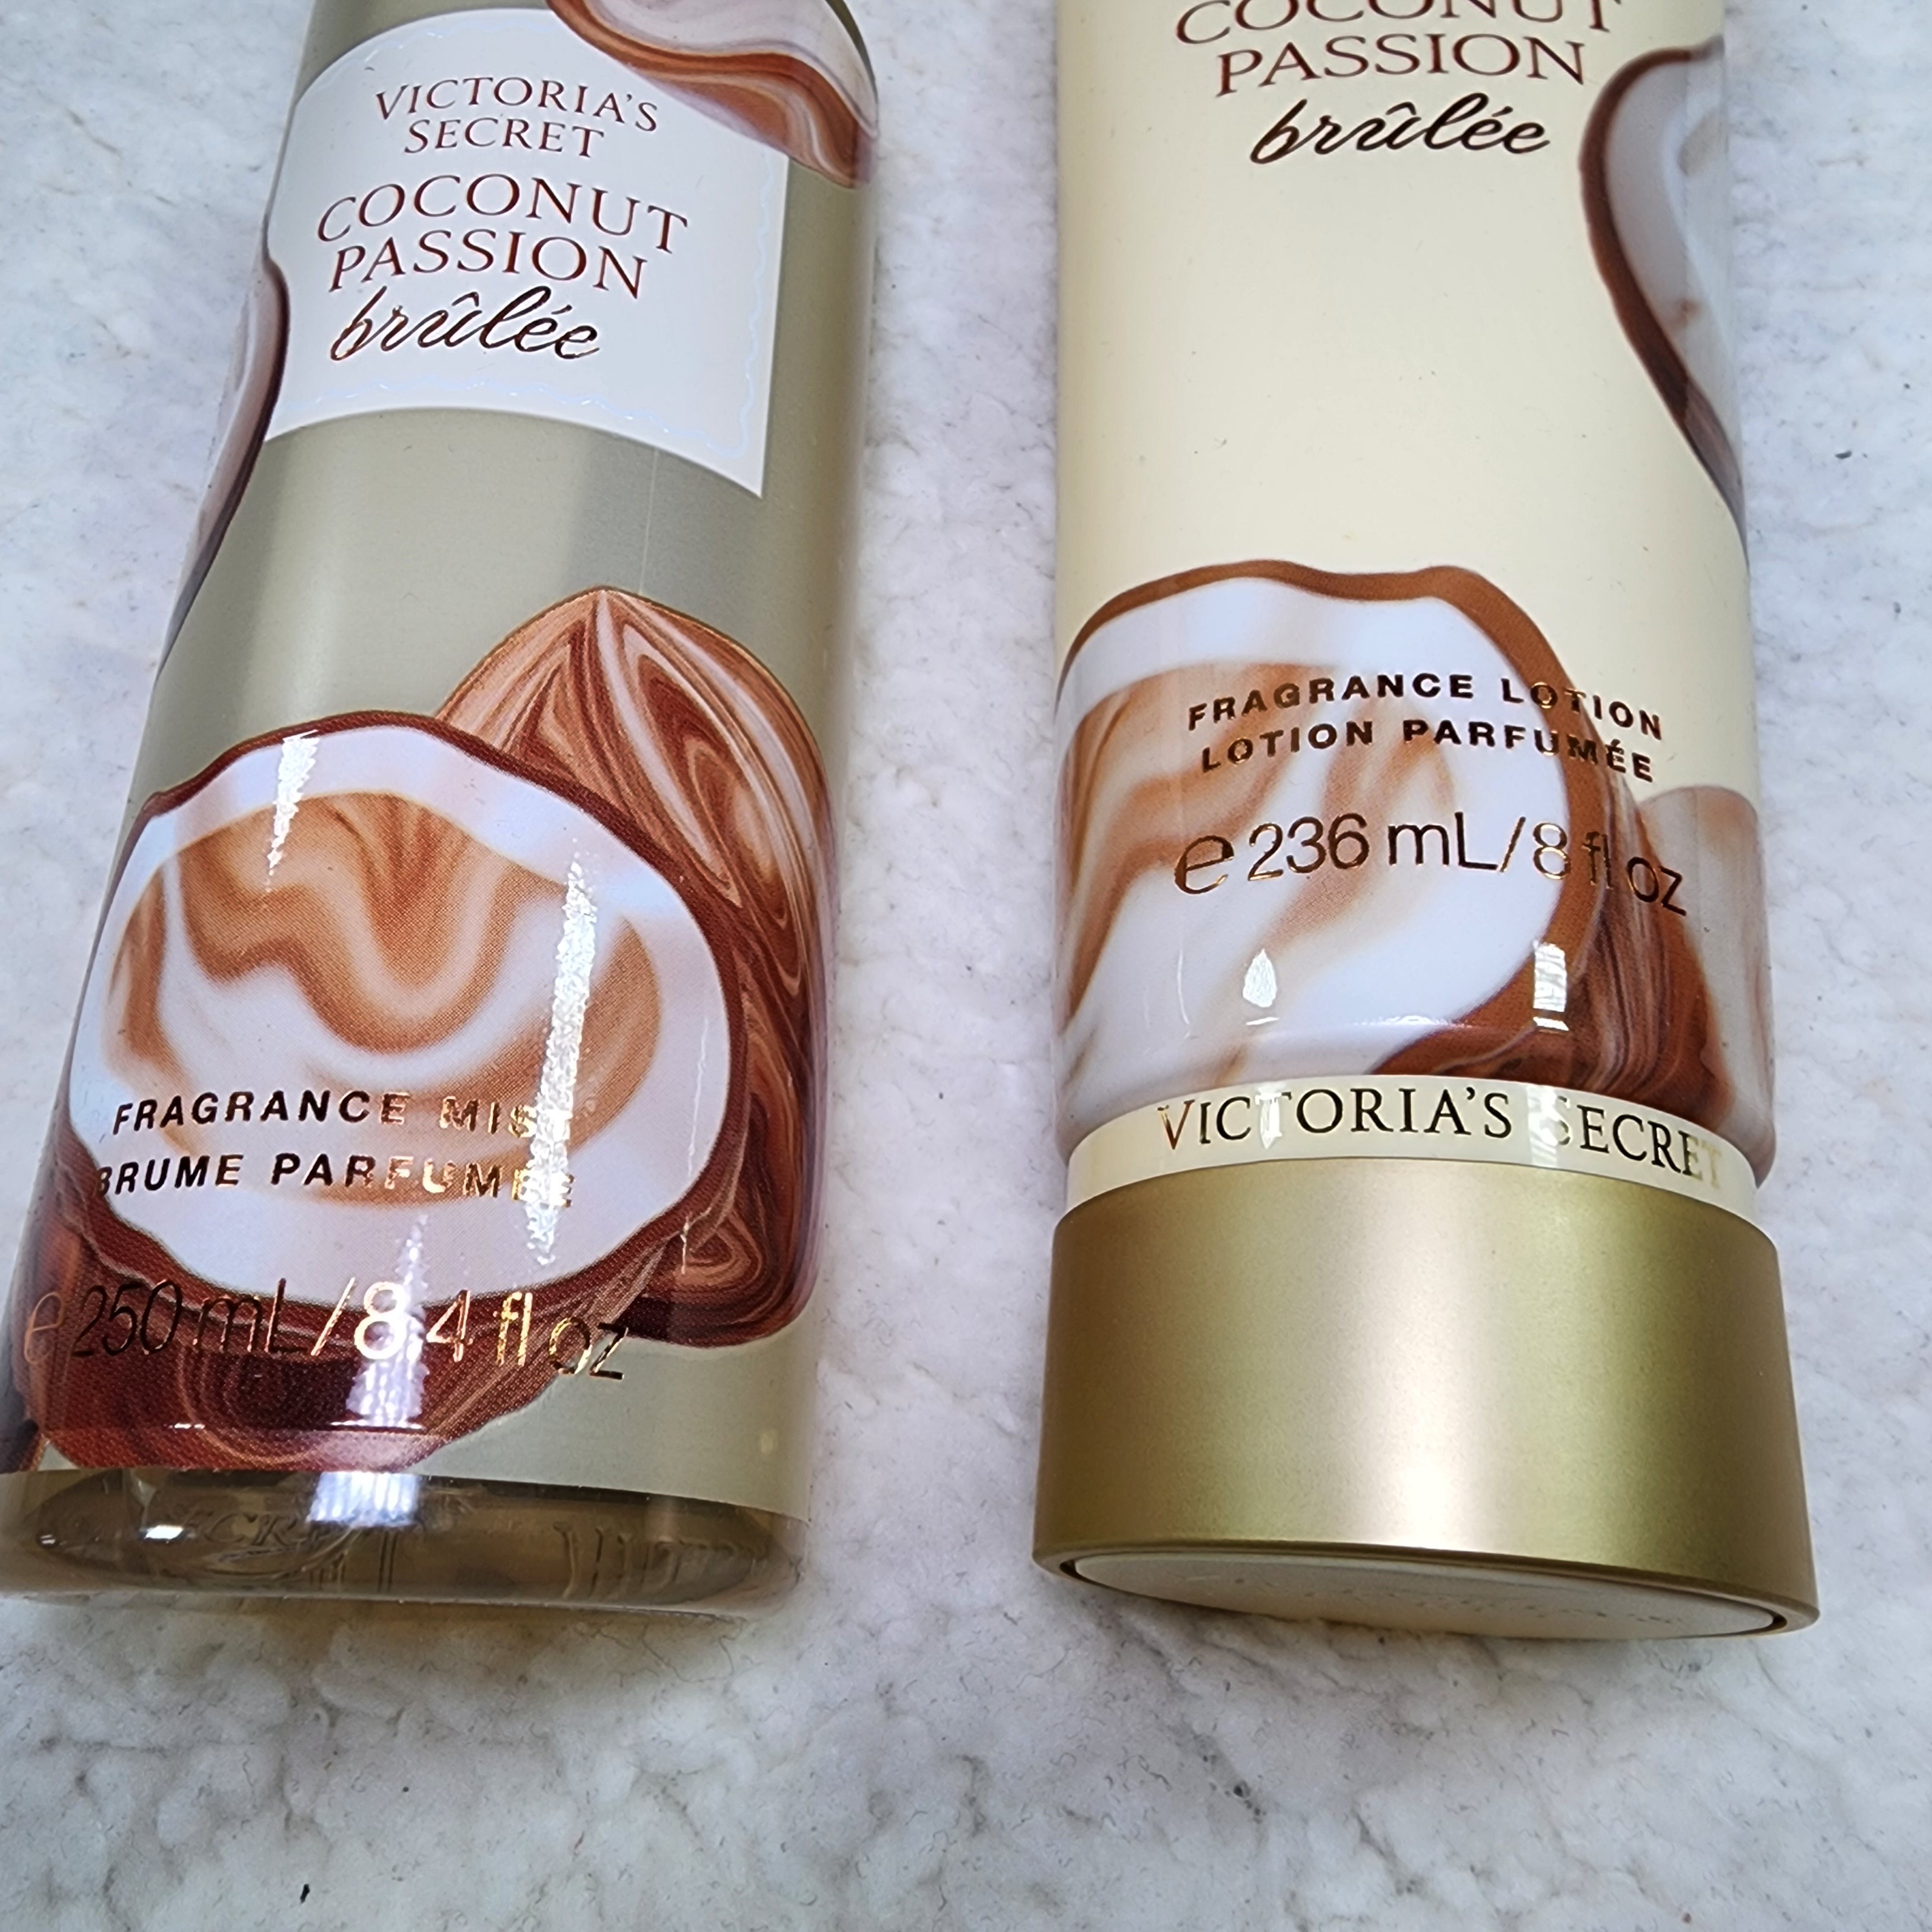 VICTORIA'S
SECRET
COCONUT
PASSION
brûlée
FRAGRANCE MIST
BRUME PARFUMÉE
e 250 mL/8.4 fl oz
COCONUT
PASSION
brûlée
FRAGRANCE LOTION
LOTION PARFUMÉE
e 236 mL/8 fl oz
VICTORIA'S SECRET